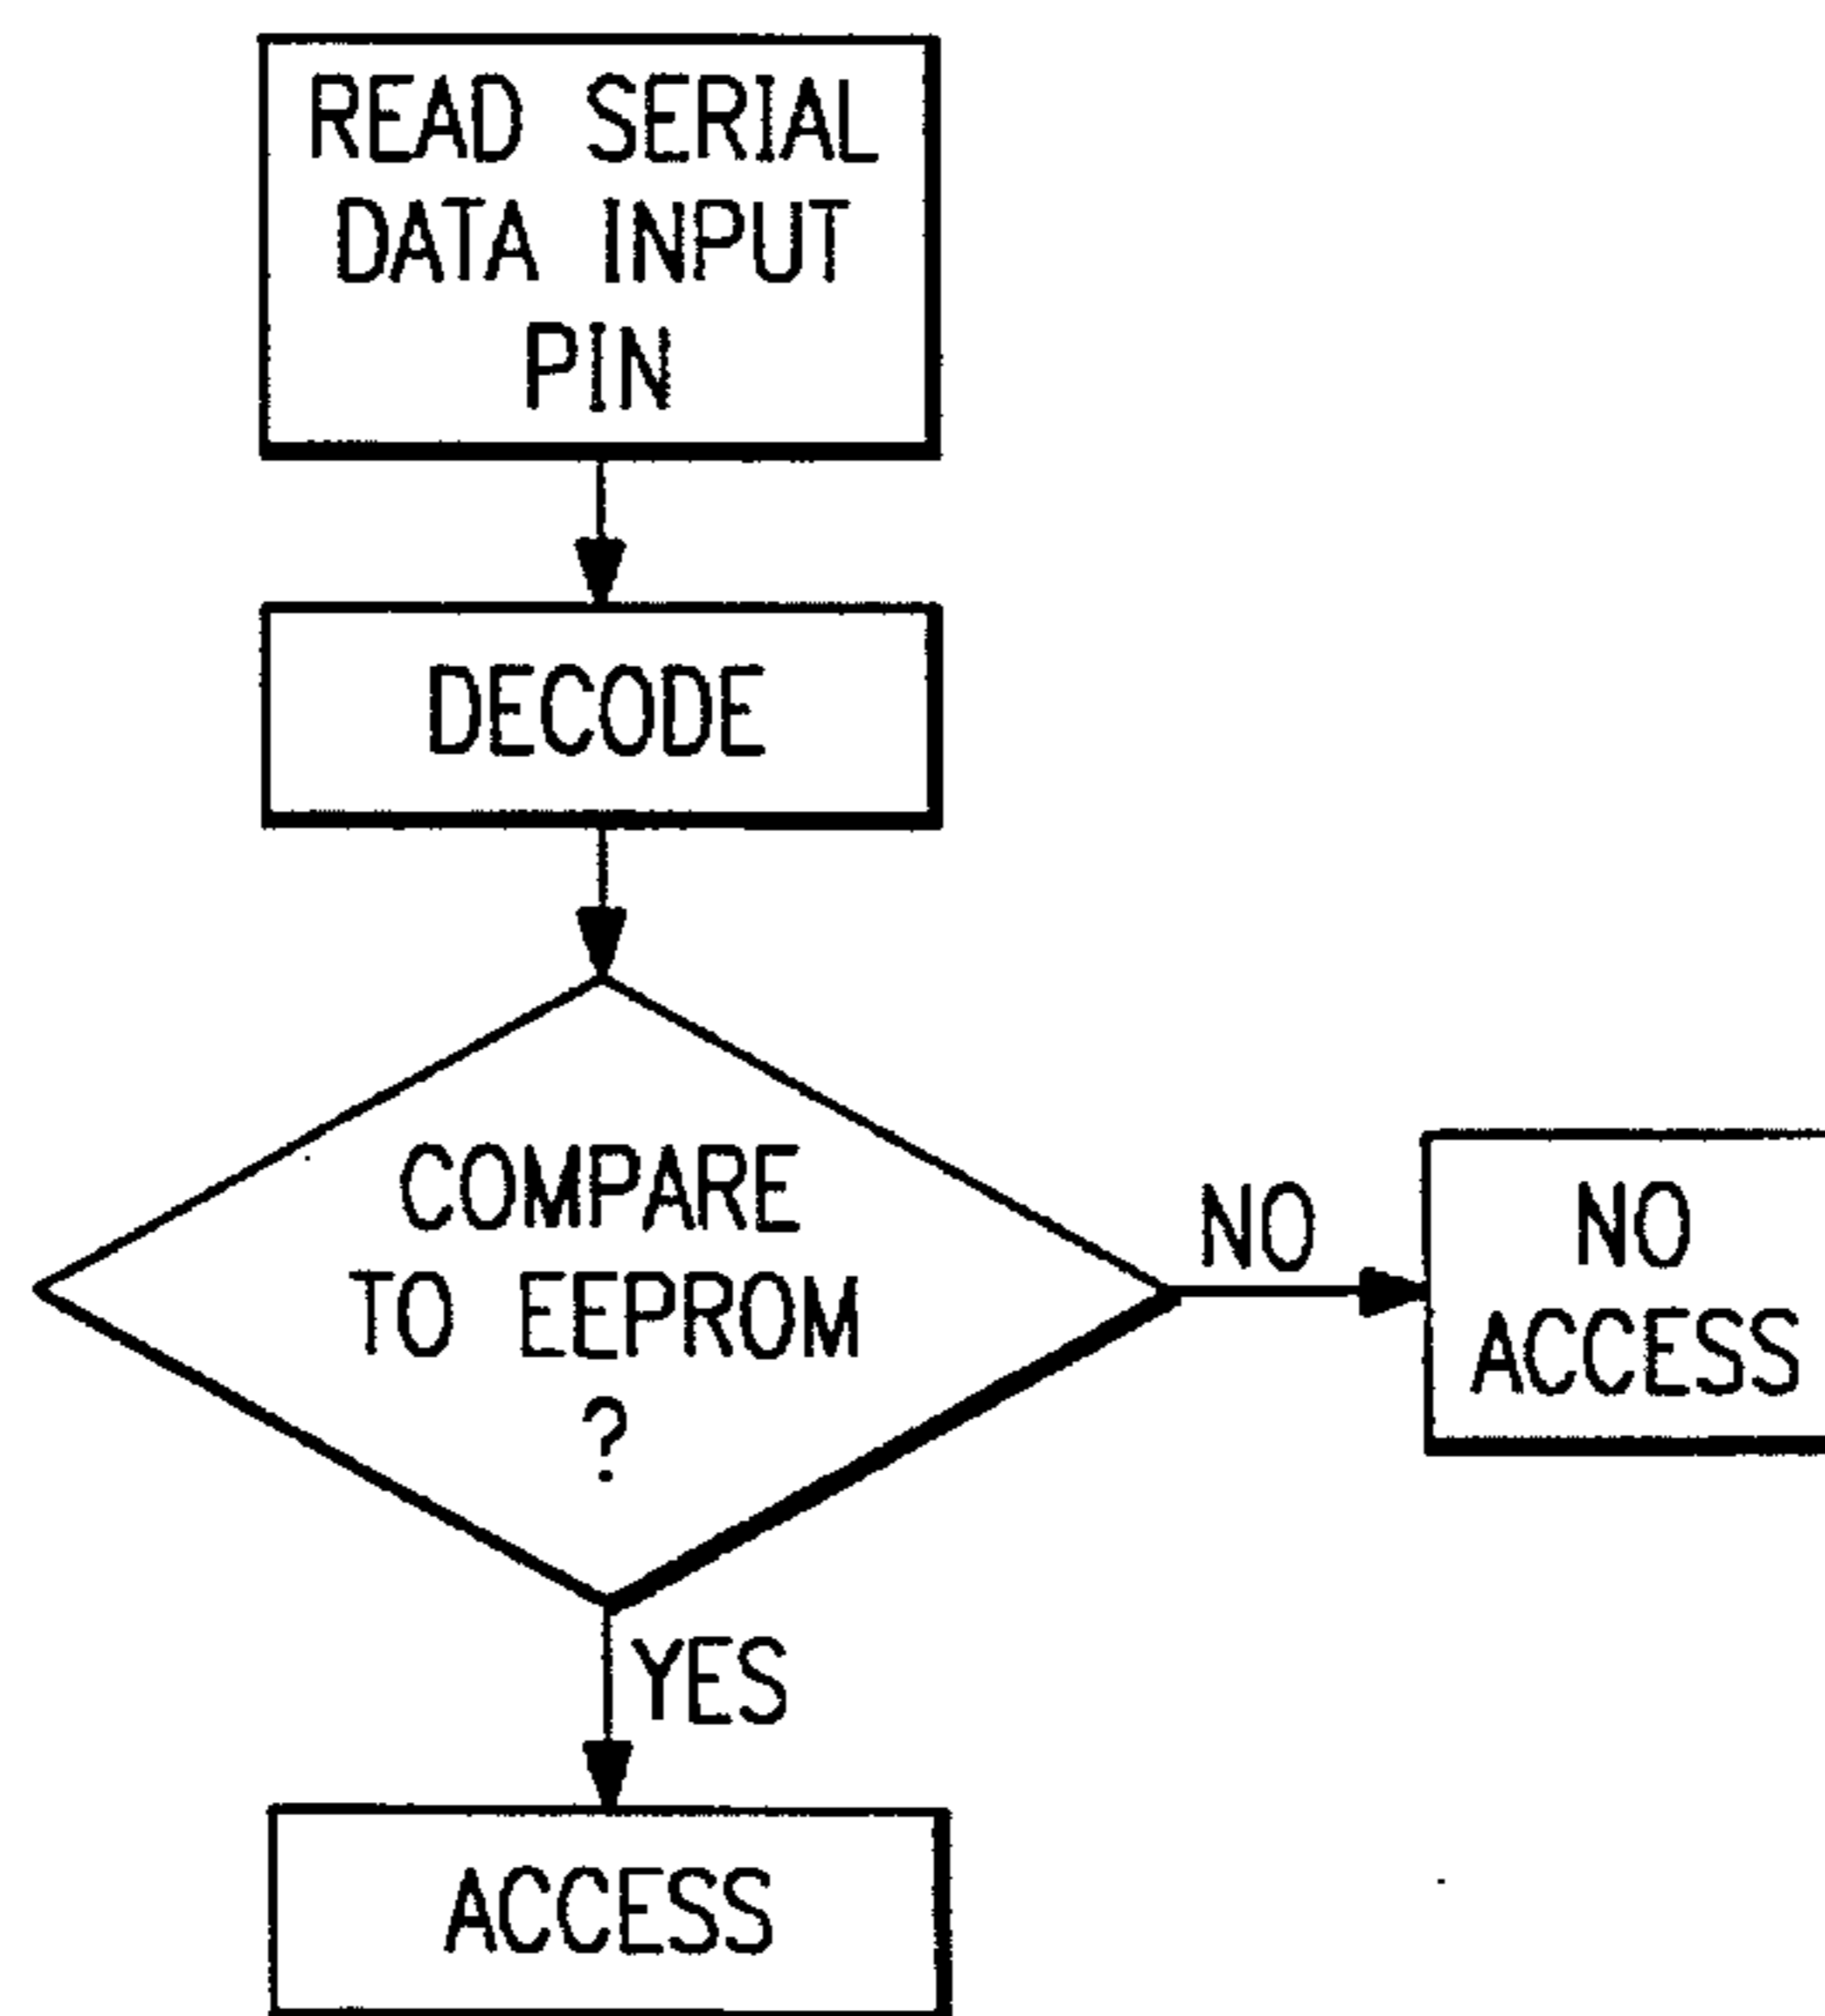 READ SERIAL
DATA INPUT
PIN
DECODE
COMPARE
TO EEPROM
?
NO
NO
ACCESS
YES
ACCESS